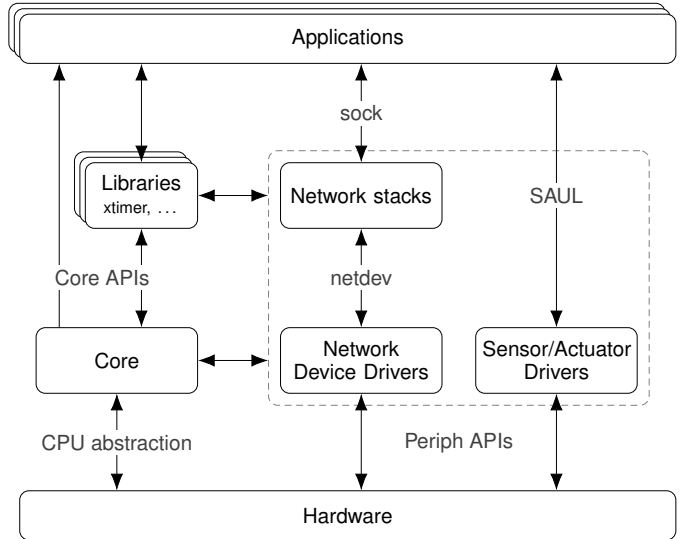 Applications
sock
Libraries
xtimer, ...
Network stacks
SAUL
Core APIs
netdev
Core
Network
Device Drivers
Sensor/Actuator
Drivers
CPU abstraction
Periph APIs
Hardware